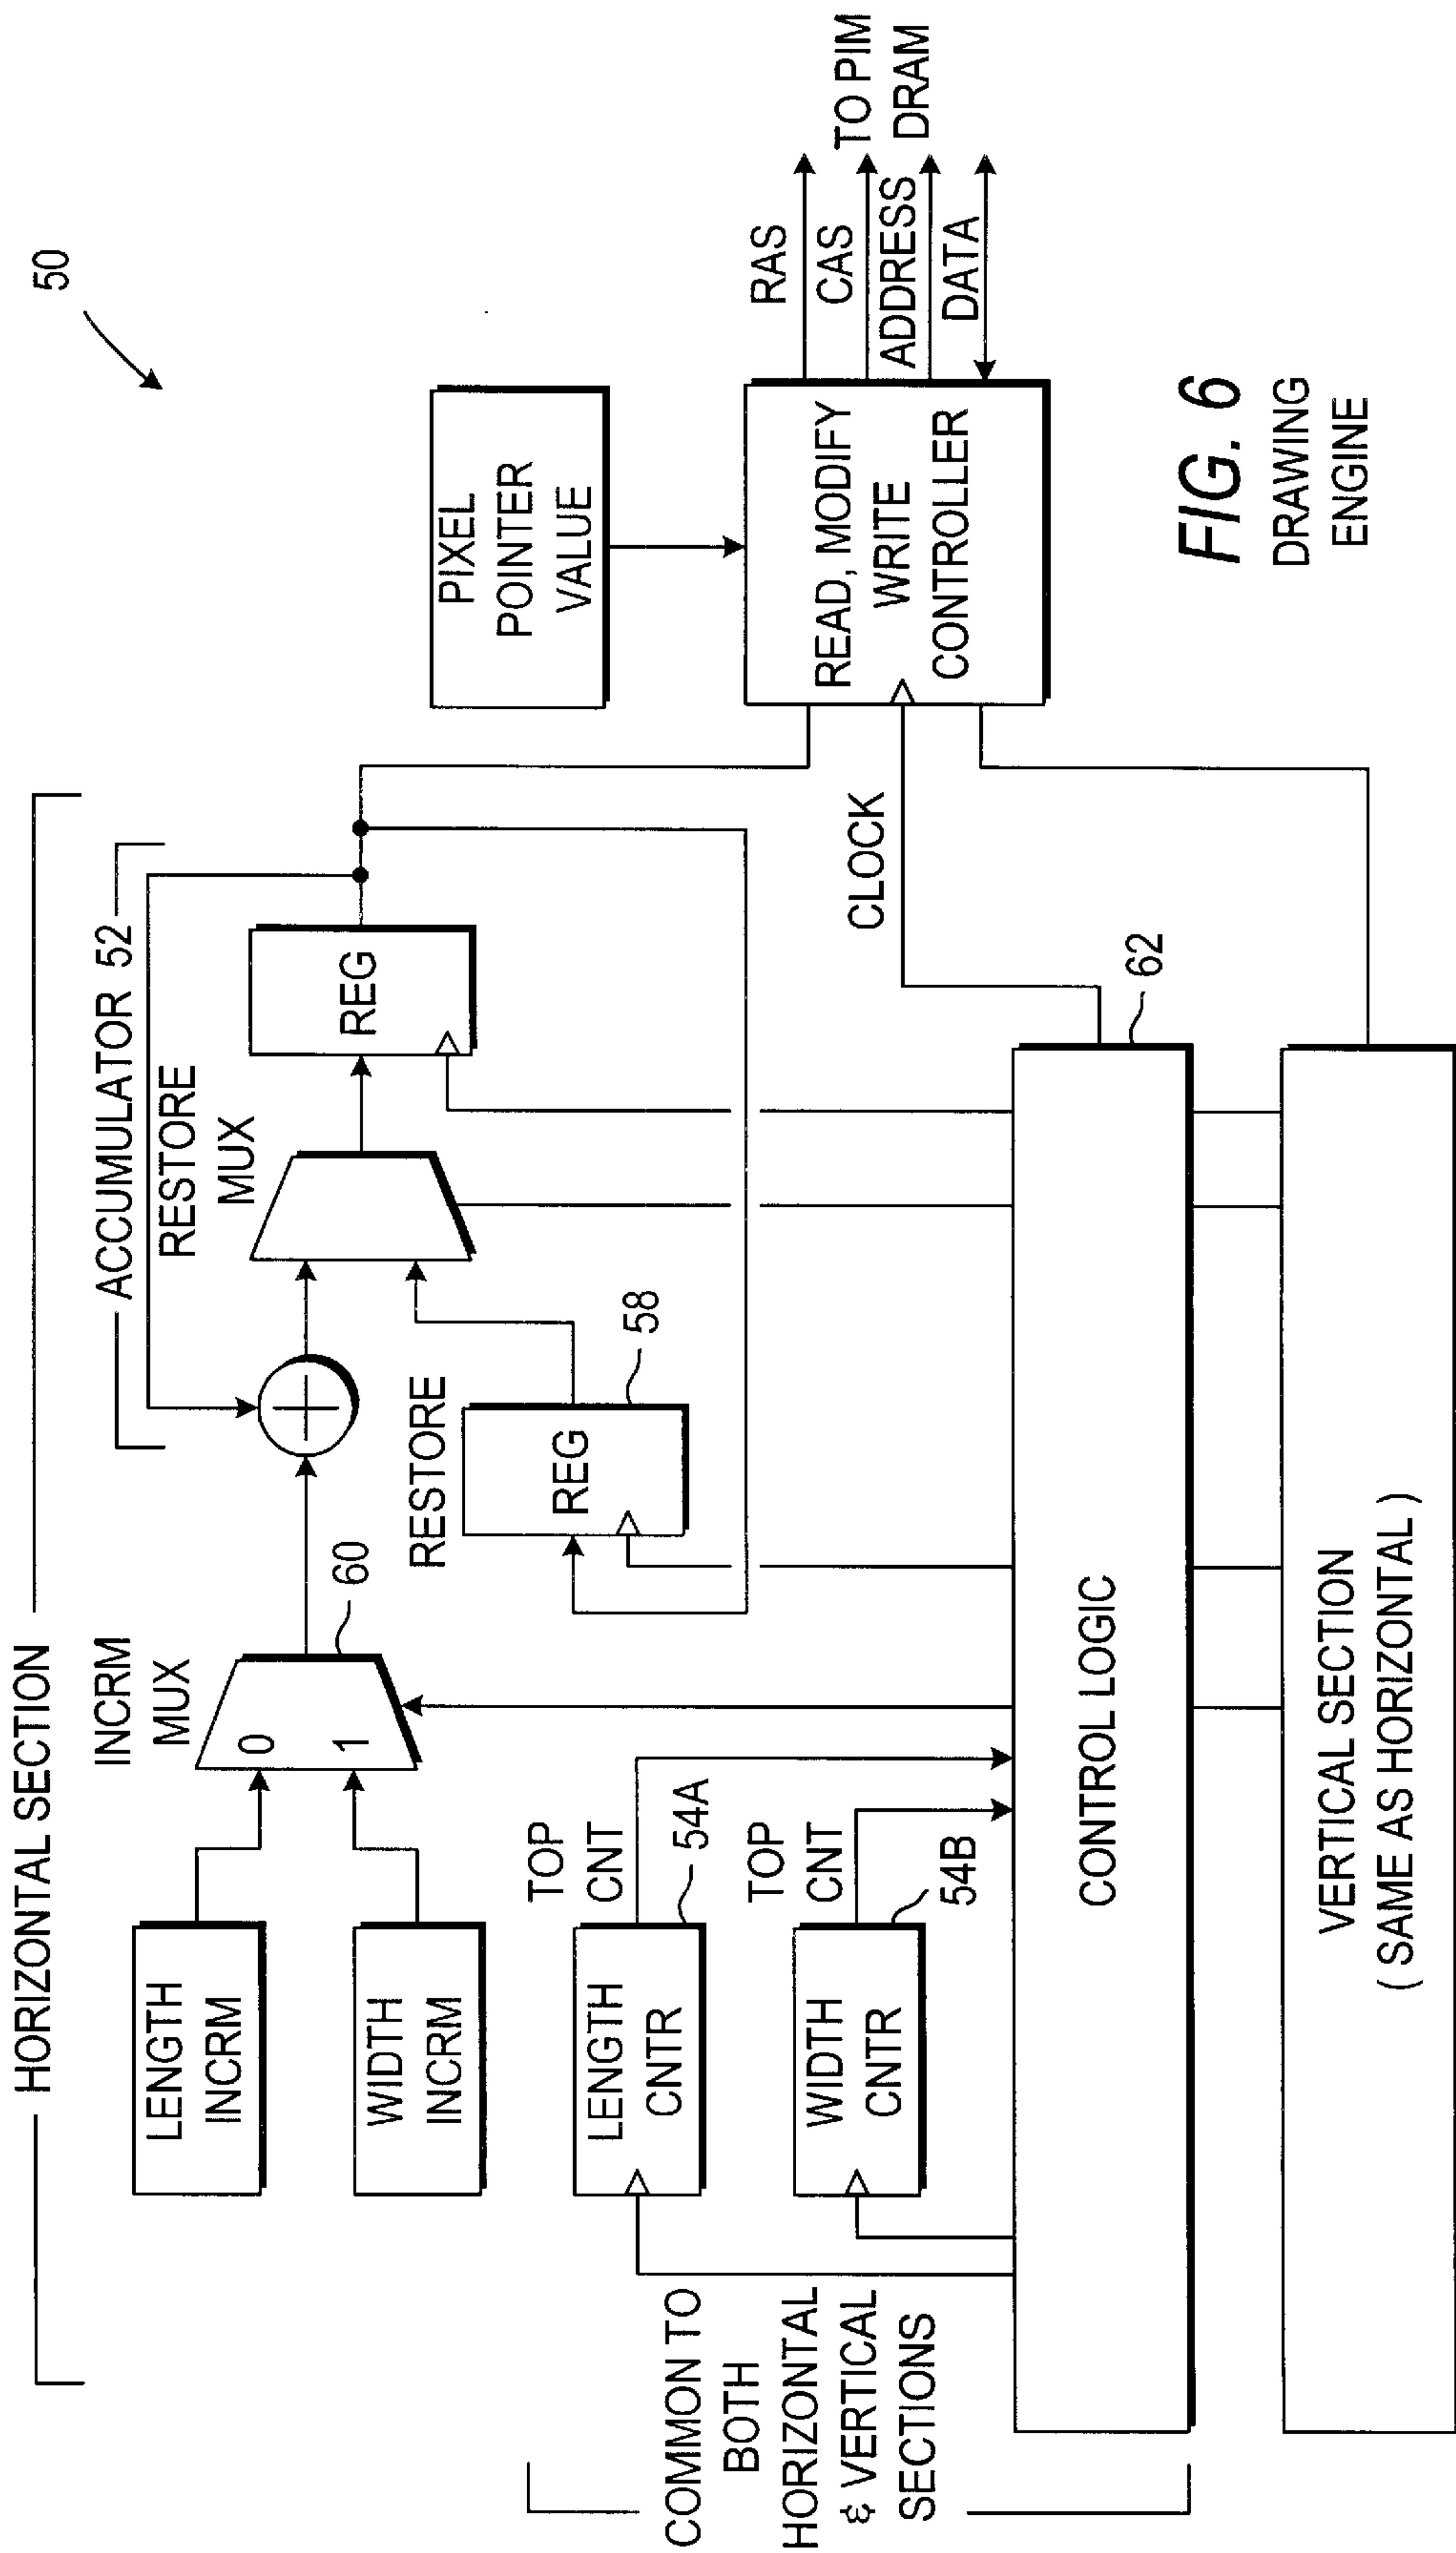 50
HORIZONTAL SECTION
ACCUMULATOR 52
INCRM
MUX
RESTORE
MUX
LENGTH
INCRM
0
1
60
REG
WIDTH
INCRM
RESTORE
REG
58
PIXEL
POINTER
VALUE
TOP
CNT
LENGTH
CNTR
54A
TOP
CNT
WIDTH
CNTR
54B
RAS
CAS
ADDRESS
DATA
TO PIM
DRAM
READ, MODIFY
WRITE
CONTROLLER
CLOCK
COMMON TO
BOTH
HORIZONTAL
& VERTICAL
SECTIONS
CONTROL LOGIC
62
VERTICAL SECTION
( SAME AS HORIZONTAL )
FIG. 6
DRAWING
ENGINE